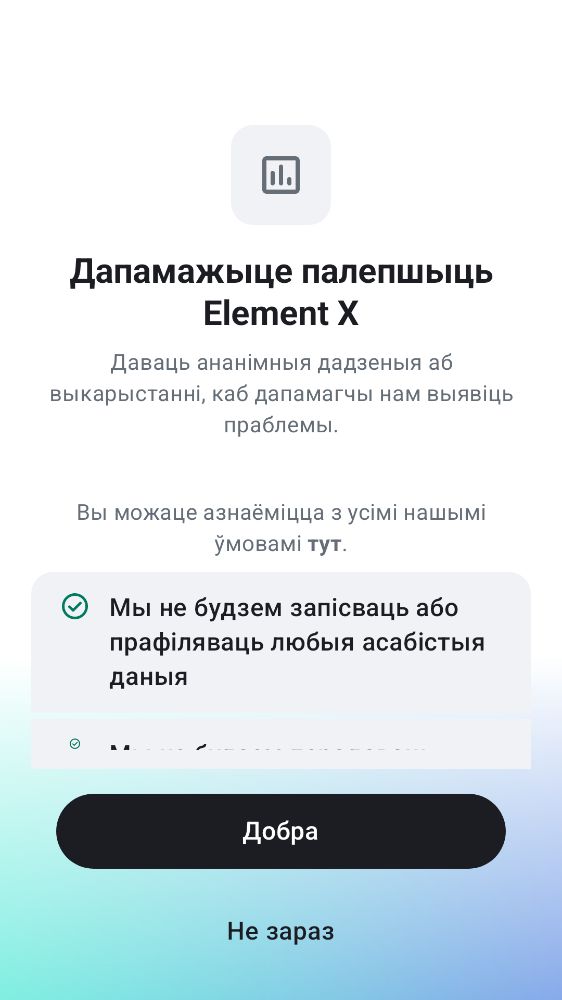 Дапамажыце палепшыць
Element X
Даваць ананімныя дадзеныя аб
выкарыстанні, каб дапамагчы нам выявіць
праблемы.
Вы можаце азнаёміцца з усімі нашымі
ўмовамі тут.
Мы не будзем запісваць або
прафіляваць любыя асабістыя
даныя
Добра
Не зараз